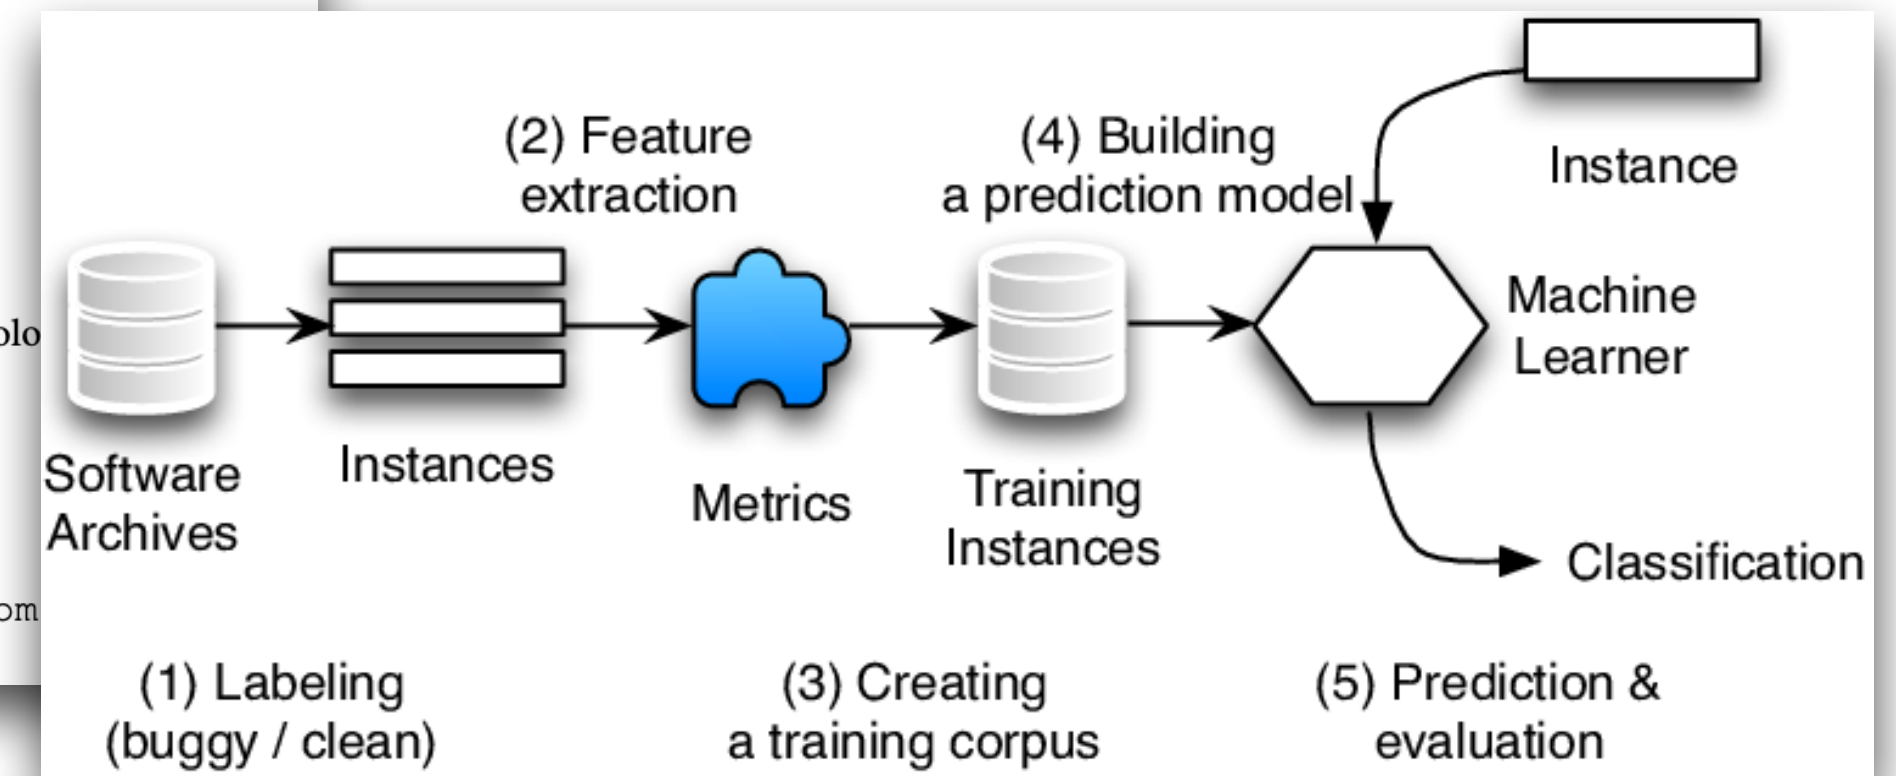 (2) Feature
extraction
(4) Building
a prediction model
Instance
Machine
Learner
Software
Archives
Instances
Metrics
Training
Instances
Classification
(1) Labeling
(buggy / clean)
(3) Creating
a training corpus
(5) Prediction &
evaluation